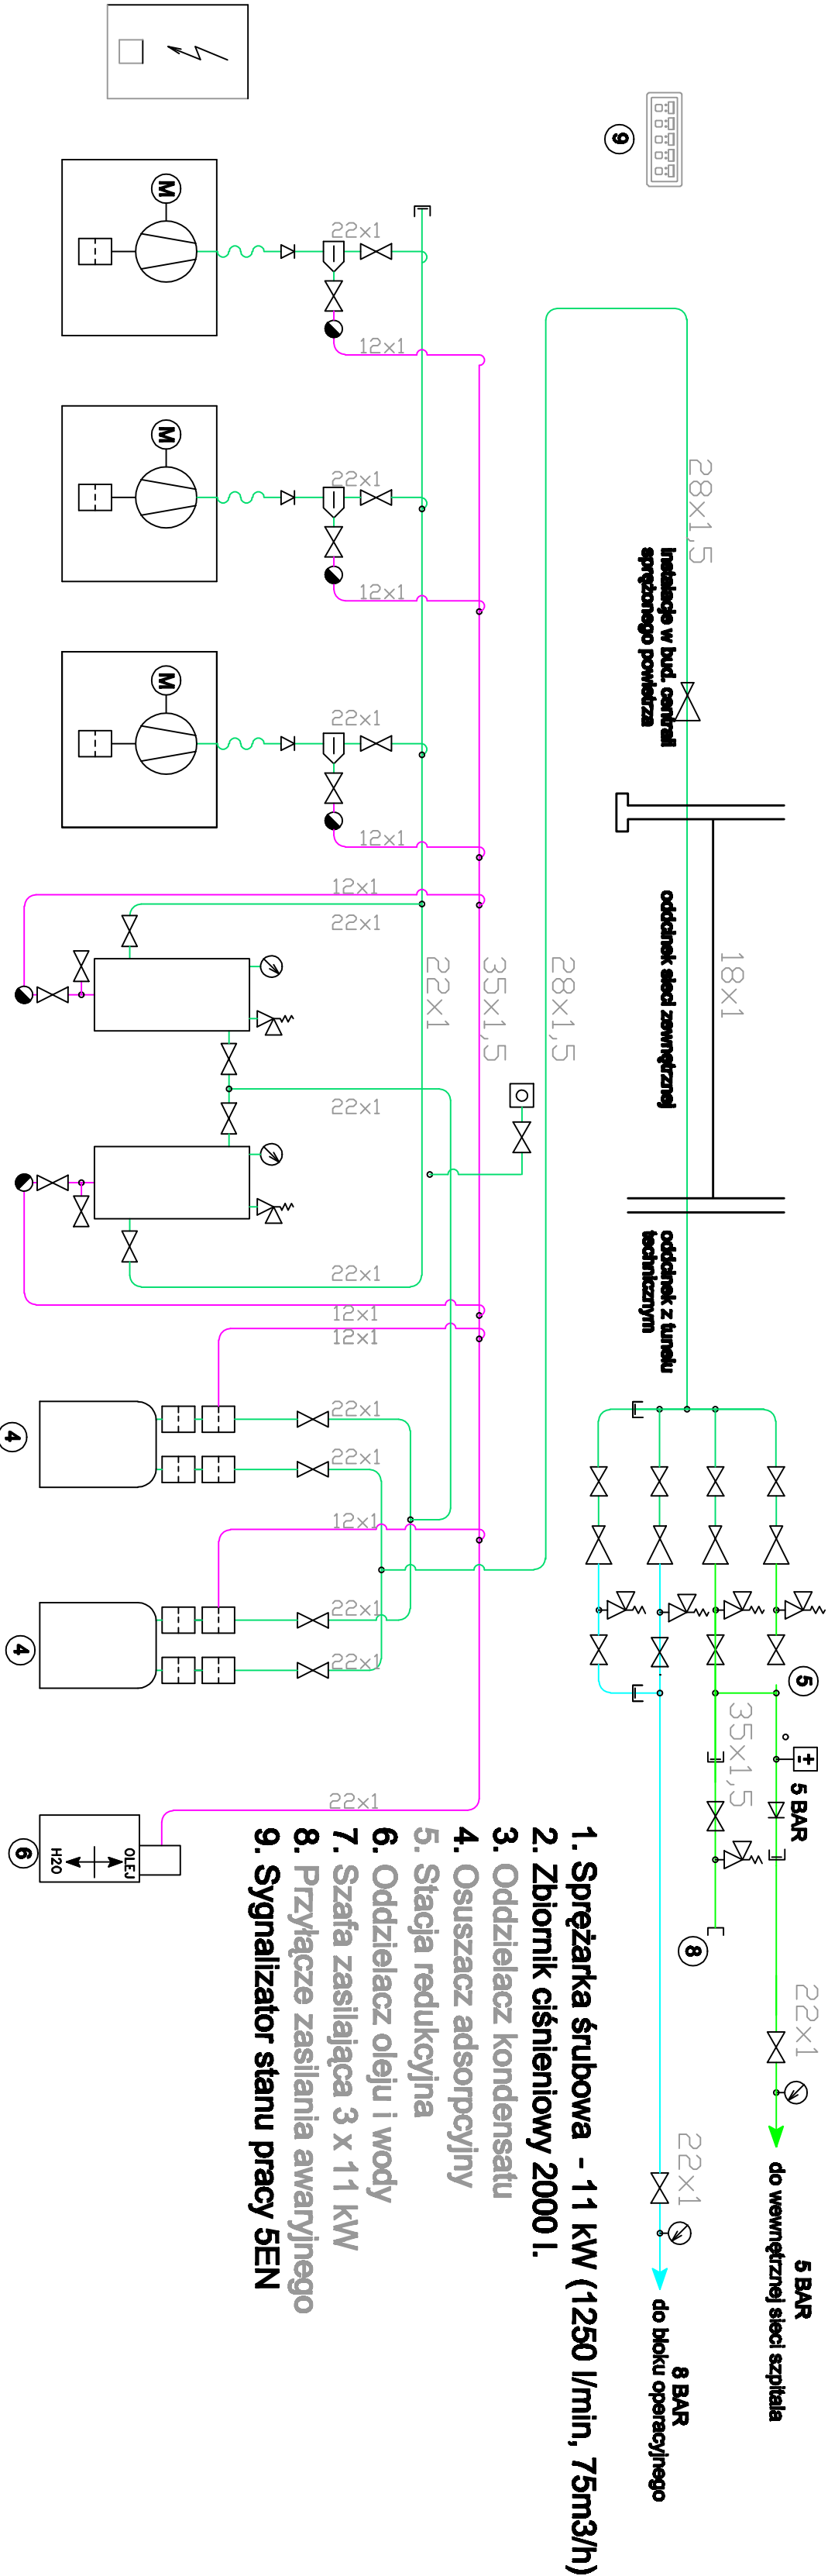 9
M
22x1
12x1
M
22x1
12x1
M
22x1
12x1
28x1,5
instalacje w bud. centrali
sprężonego powietrza
12x1
22x1
22x1
35x1,5
28x1,5
18x1
odcinek sieci zewnętrznej
22x1
22x1
12x1
12x1
odcinek z tunelu
technicznym
22x1
22x1
4
12x1
22x1
22x1
4
5
35x1,5
5 BAR
8
22x1
OLEJ
H2O
6
22x1
22x1
5 BAR
do wewnętrznej sieci szpitala
8 BAR
do bloku operacyjnego
1. Sprężarka śrubowa - 11 kW (1250 l/min, 75m3/h)
2. Zbiornik ciśnieniowy 2000 l.
3. Oddzielacz kondensatu
4. Osuszacz adsorpcyjny
5. Stacja redukcyjna
6. Oddzielacz oleju i wody
7. Szafa zasilająca 3 x 11 kW
8. Przyłącze zasilania awaryjnego
9. Sygnalizator stanu pracy 5EN